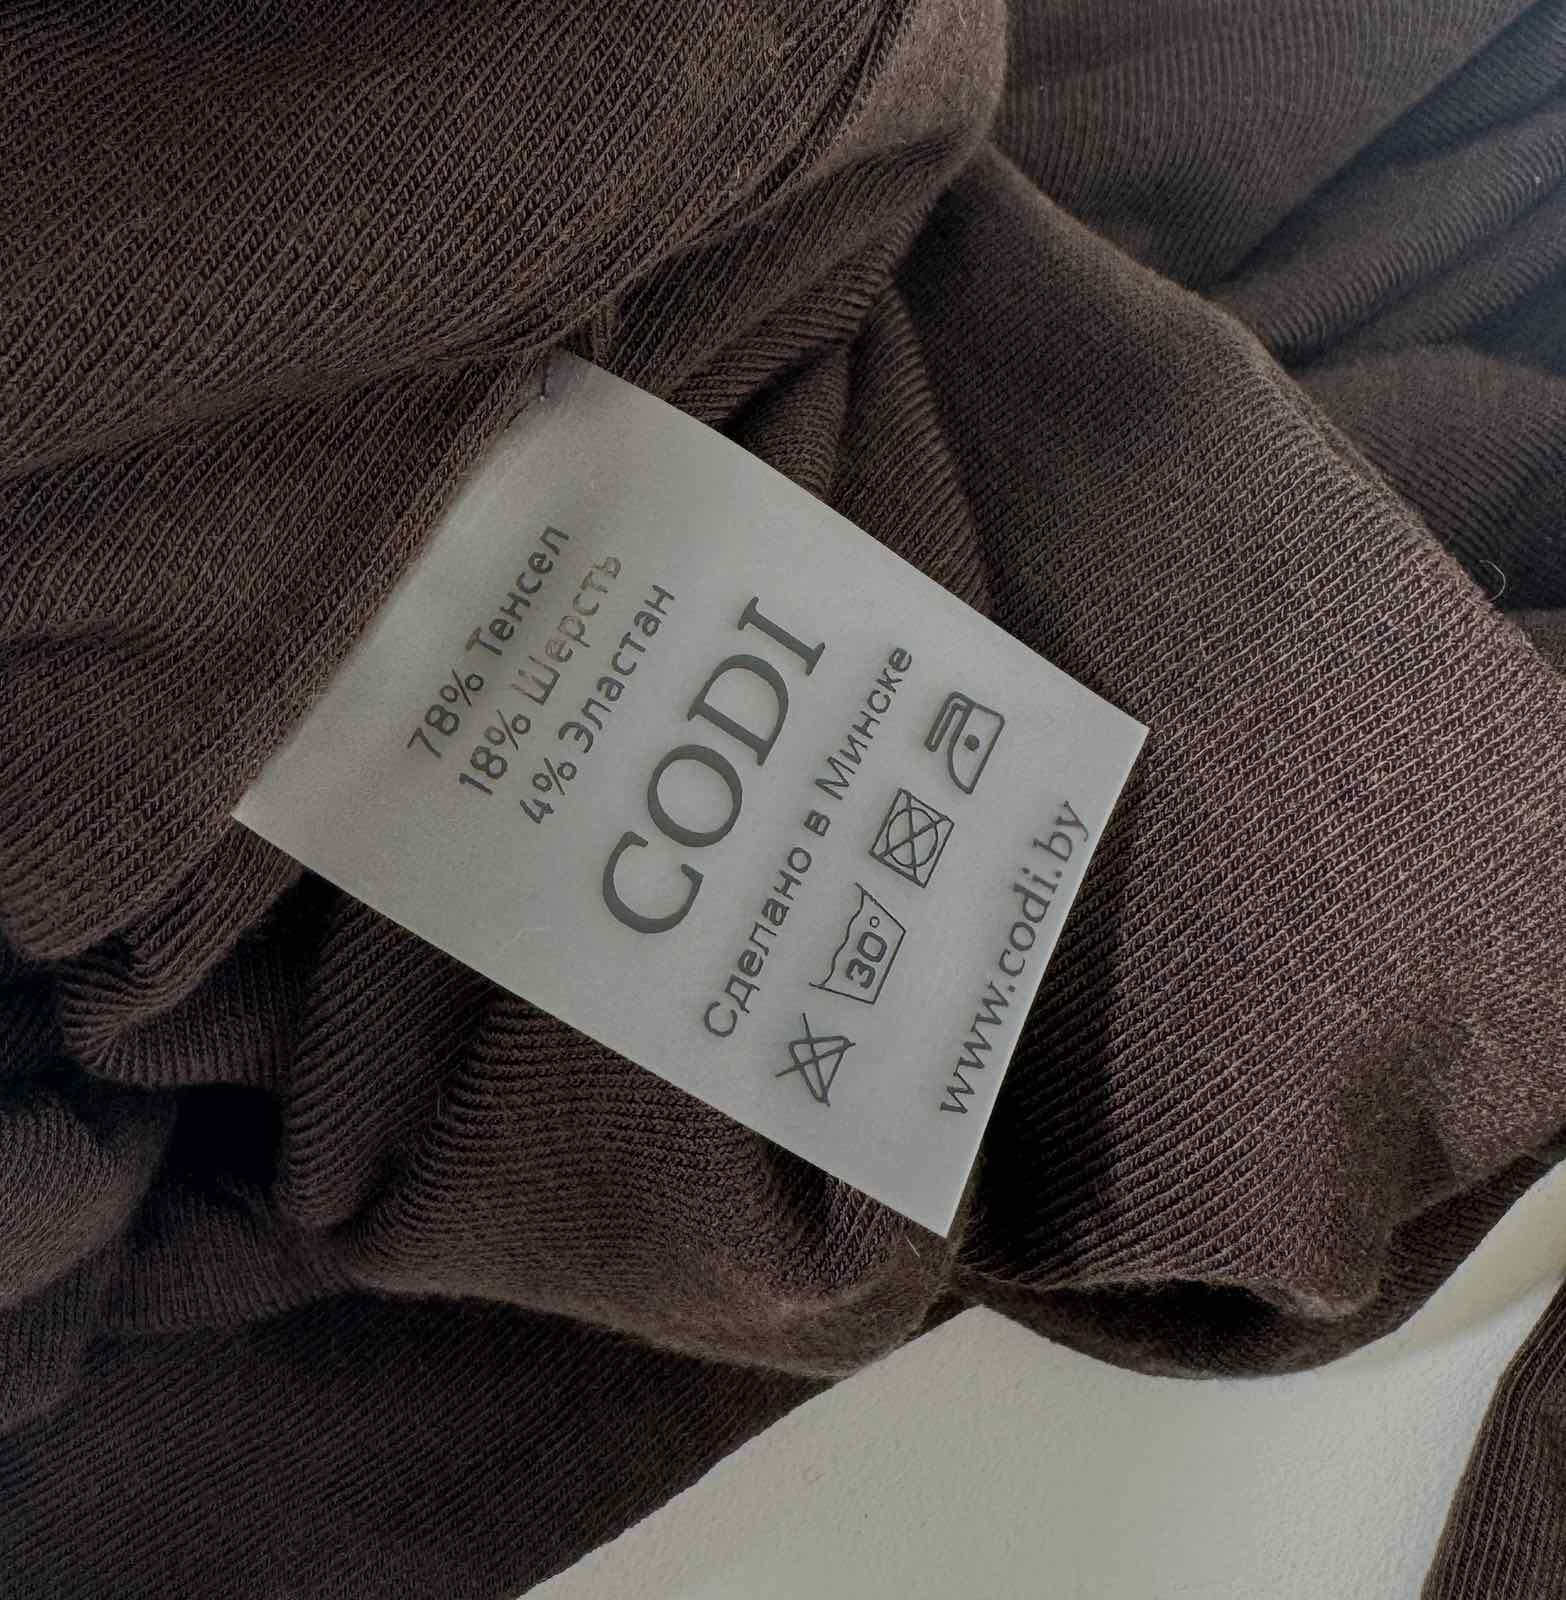 78% Тенсел
18% Шерсть
4% Эластан
CODI
Сделано в Минске
30°
www.codi.by